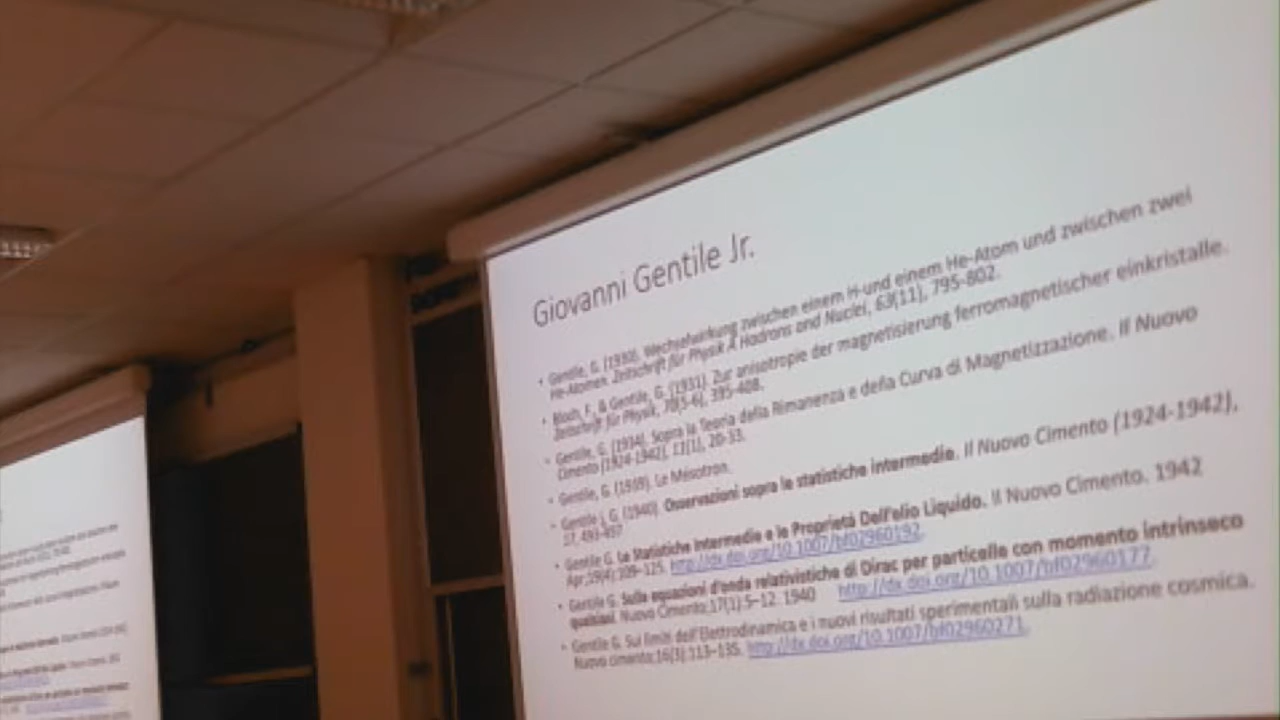 Giovanni Gentile Jr.
• Gentile, G. (1930). Wechselwirkung zwischen einem H-und einem He-Atom und zwischen zwei
He-Atomen. Zeitschrift für Physik A Hadrons and Nuclei, 63(11), 795-802.
• Bloch, F., & Gentile, G. (1931). Zur anisotropie der magnetisierung ferromagnetischer einkristalle.
Zeitschrift für Physik, 70(5-6), 395-408.
• Gentile, G. (1934). Sopra la Teoria della Rimanenza e della Curva di Magnetizzazione. Il Nuovo
Cimento (1924-1942), 11(1), 20-33.
• Gentile, G. (1939). Le Mésotron.
• Gentile j, G. (1940). Osservazioni sopra le statistiche intermedie. Il Nuovo Cimento (1924-1942),
17, 493-497
• Gentile G. Le Statistiche Intermedie e le Proprietà Dell'elio Liquido. Il Nuovo Cimento. 1942
Apr;19(4):109–125. http://dx.doi.org/10.1007/bf02960192.
• Gentile G. Sulle equazioni d'onda relativistiche di Dirac per particelle con momento intrinseco
qualsiasi. Nuovo Cimento;17(1):5–12. 1940 http://dx.doi.org/10.1007/bf02960177.
• Gentile G. Sui limiti dell'Elettrodinamica e i nuovi risultati sperimentali sulla radiazione cosmica.
Nuovo cimento;16(3):113–135. http://dx.doi.org/10.1007/bf02960271.